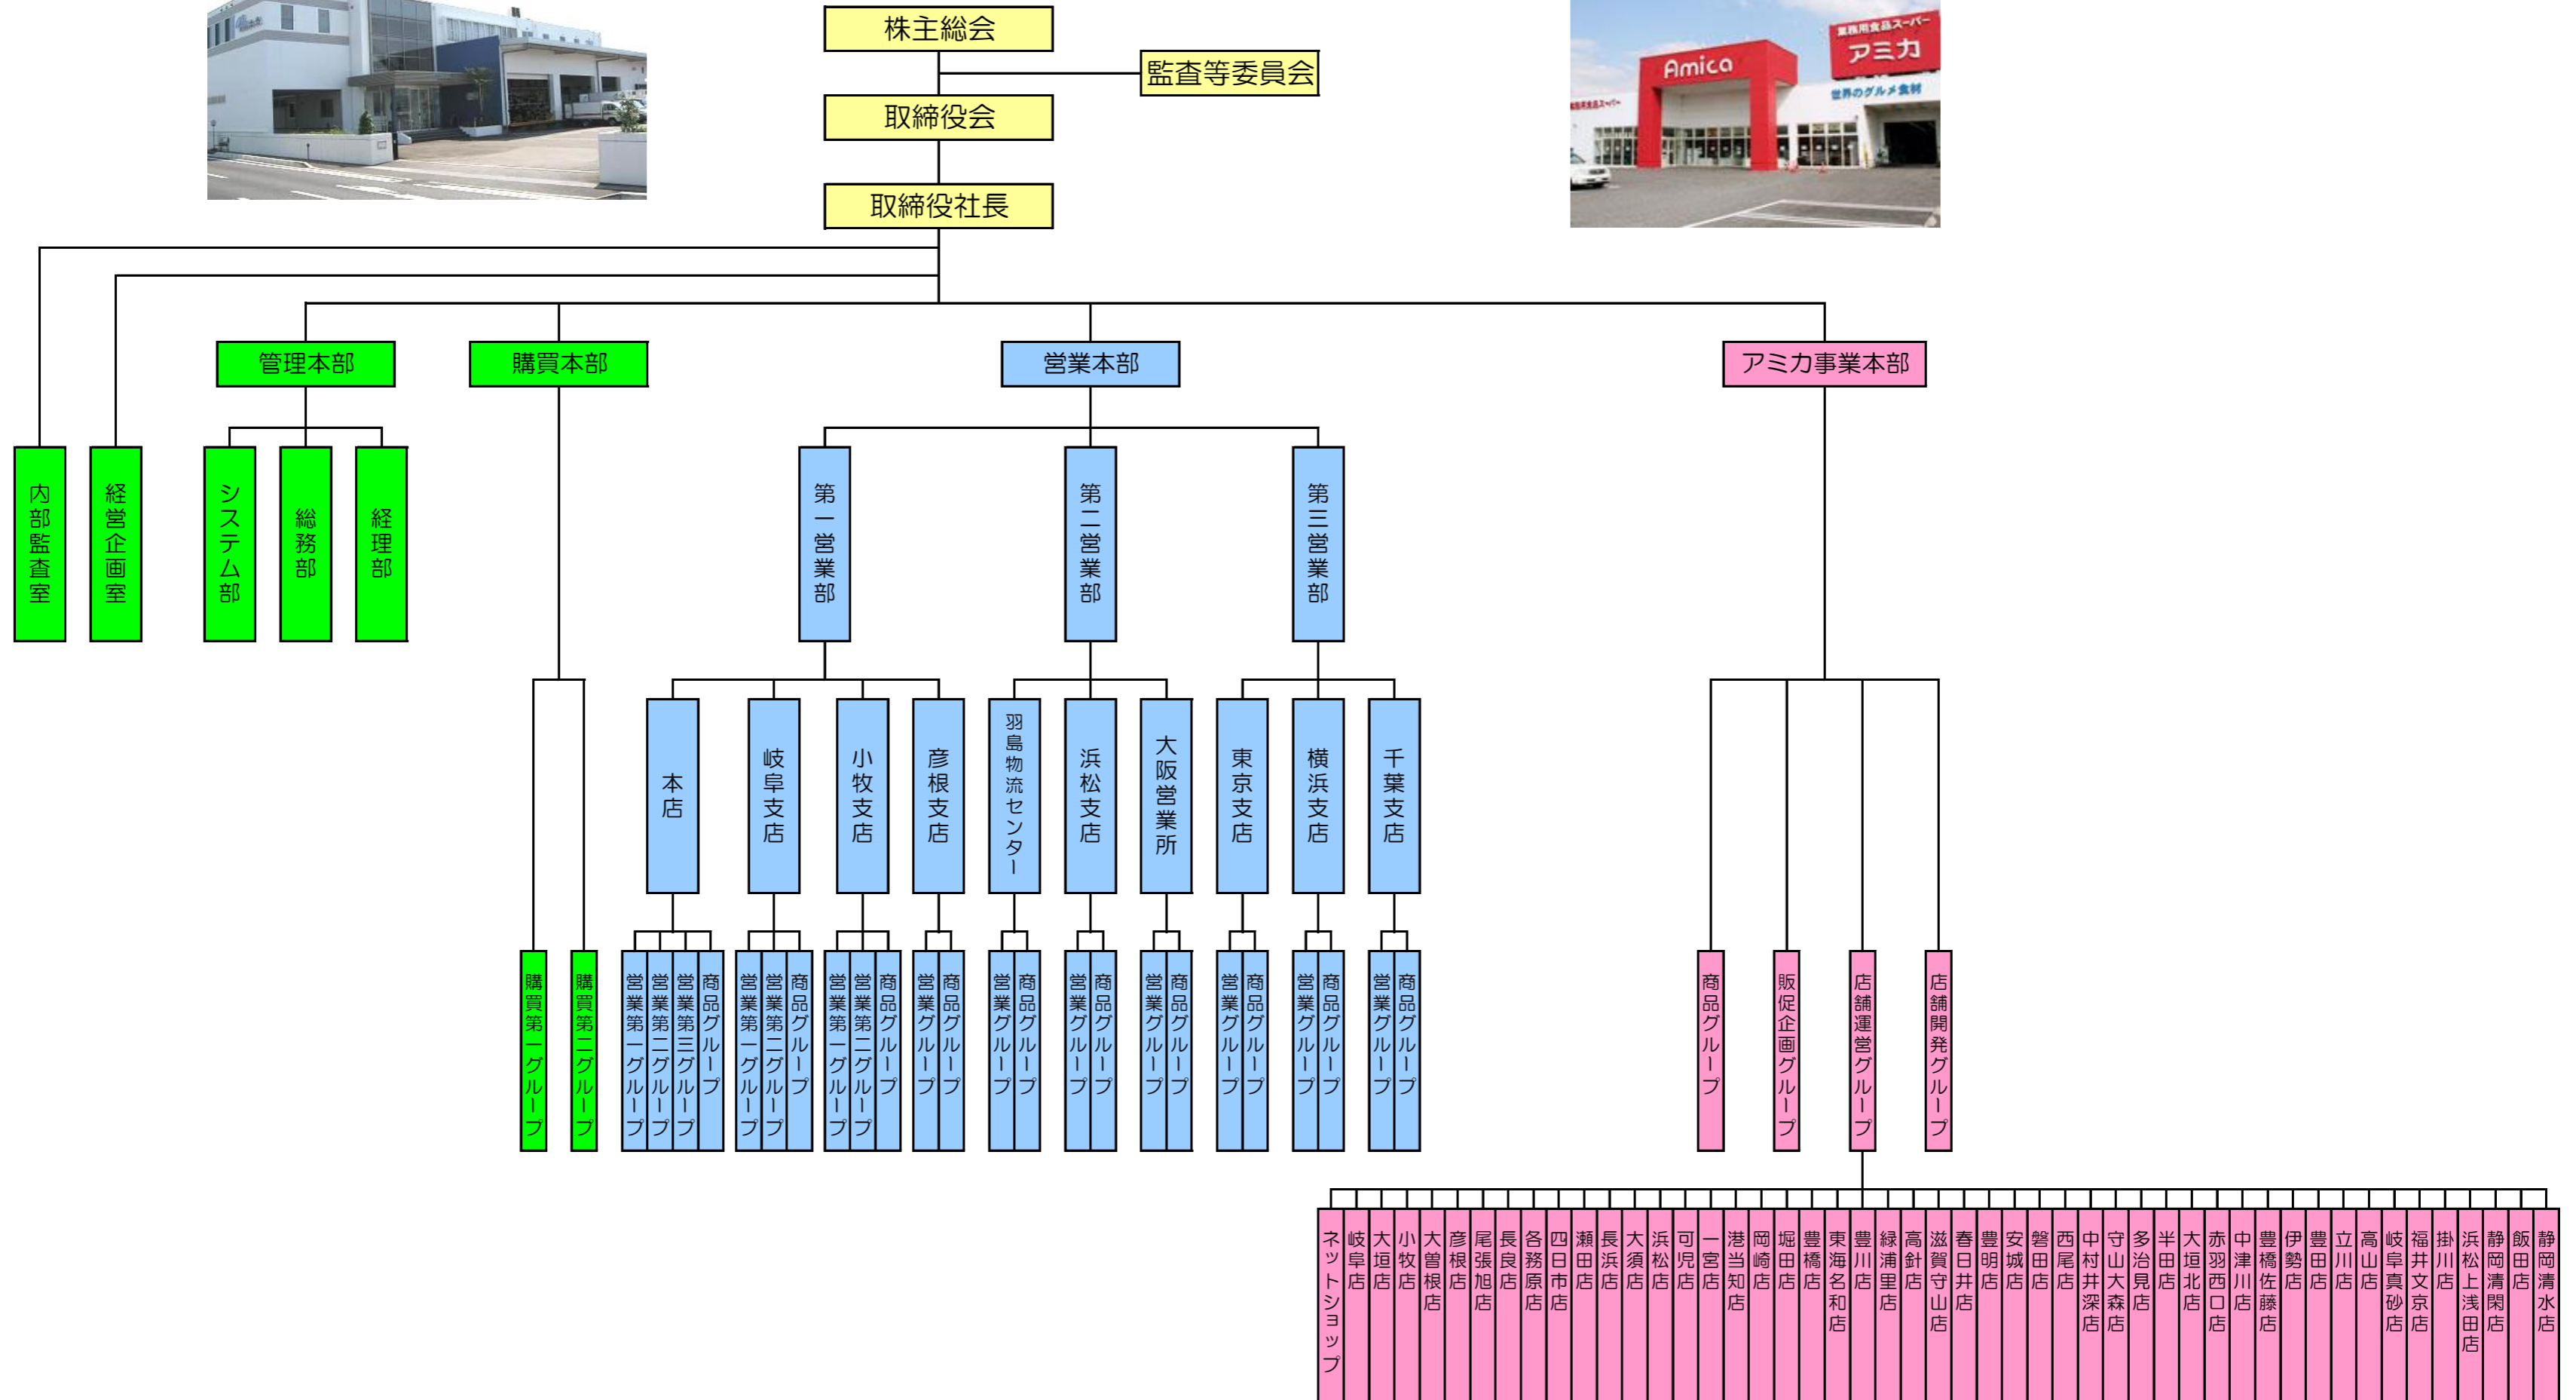 株主総会
監査等委員会
取締役会
取締役社長
業務用食品スーパー
アミカ
Amica
世界のグルメ食材
業務用食品スーパー
管理本部
購買本部
営業本部
アミカ事業本部
内部監査室
経営企画室
システム部
総務部
経理部
第一営業部
第二営業部
第三営業部
本店
岐阜支店
小牧支店
彦根支店
羽島物流センター
浜松支店
大阪営業所
東京支店
横浜支店
千葉支店
購買第一グループ
購買第二グループ
営業第一グループ
営業第二グループ
営業第三グループ
商品グループ
営業第一グループ
営業第二グループ
商品グループ
営業第一グループ
営業第二グループ
商品グループ
営業グループ
商品グループ
営業グループ
商品グループ
営業グループ
商品グループ
営業グループ
商品グループ
営業グループ
商品グループ
営業グループ
商品グループ
営業グループ
商品グループ
商品グループ
販促企画グループ
店舗運営グループ
店舗開発グループ
ネットショップ
岐阜店
大垣店
小牧店
大曽根店
彦根店
尾張旭店
長良店
各務原店
四日市店
瀬田店
長浜店
大須店
浜松店
可児店
一宮店
港当知店
岡崎店
堀田店
豊橋店
東海名和店
豊川店
緑浦里店
高針店
滋賀守山店
春日井店
豊明店
安城店
磐田店
西尾店
中村井深店
守山大森店
多治見店
半田店
大垣北店
赤羽西口店
中津川店
豊橋佐藤店
伊勢店
豊田店
立川店
高山店
岐阜真砂店
福井文京店
掛川店
浜松上浅田店
静岡清閑店
飯田店
静岡清水店